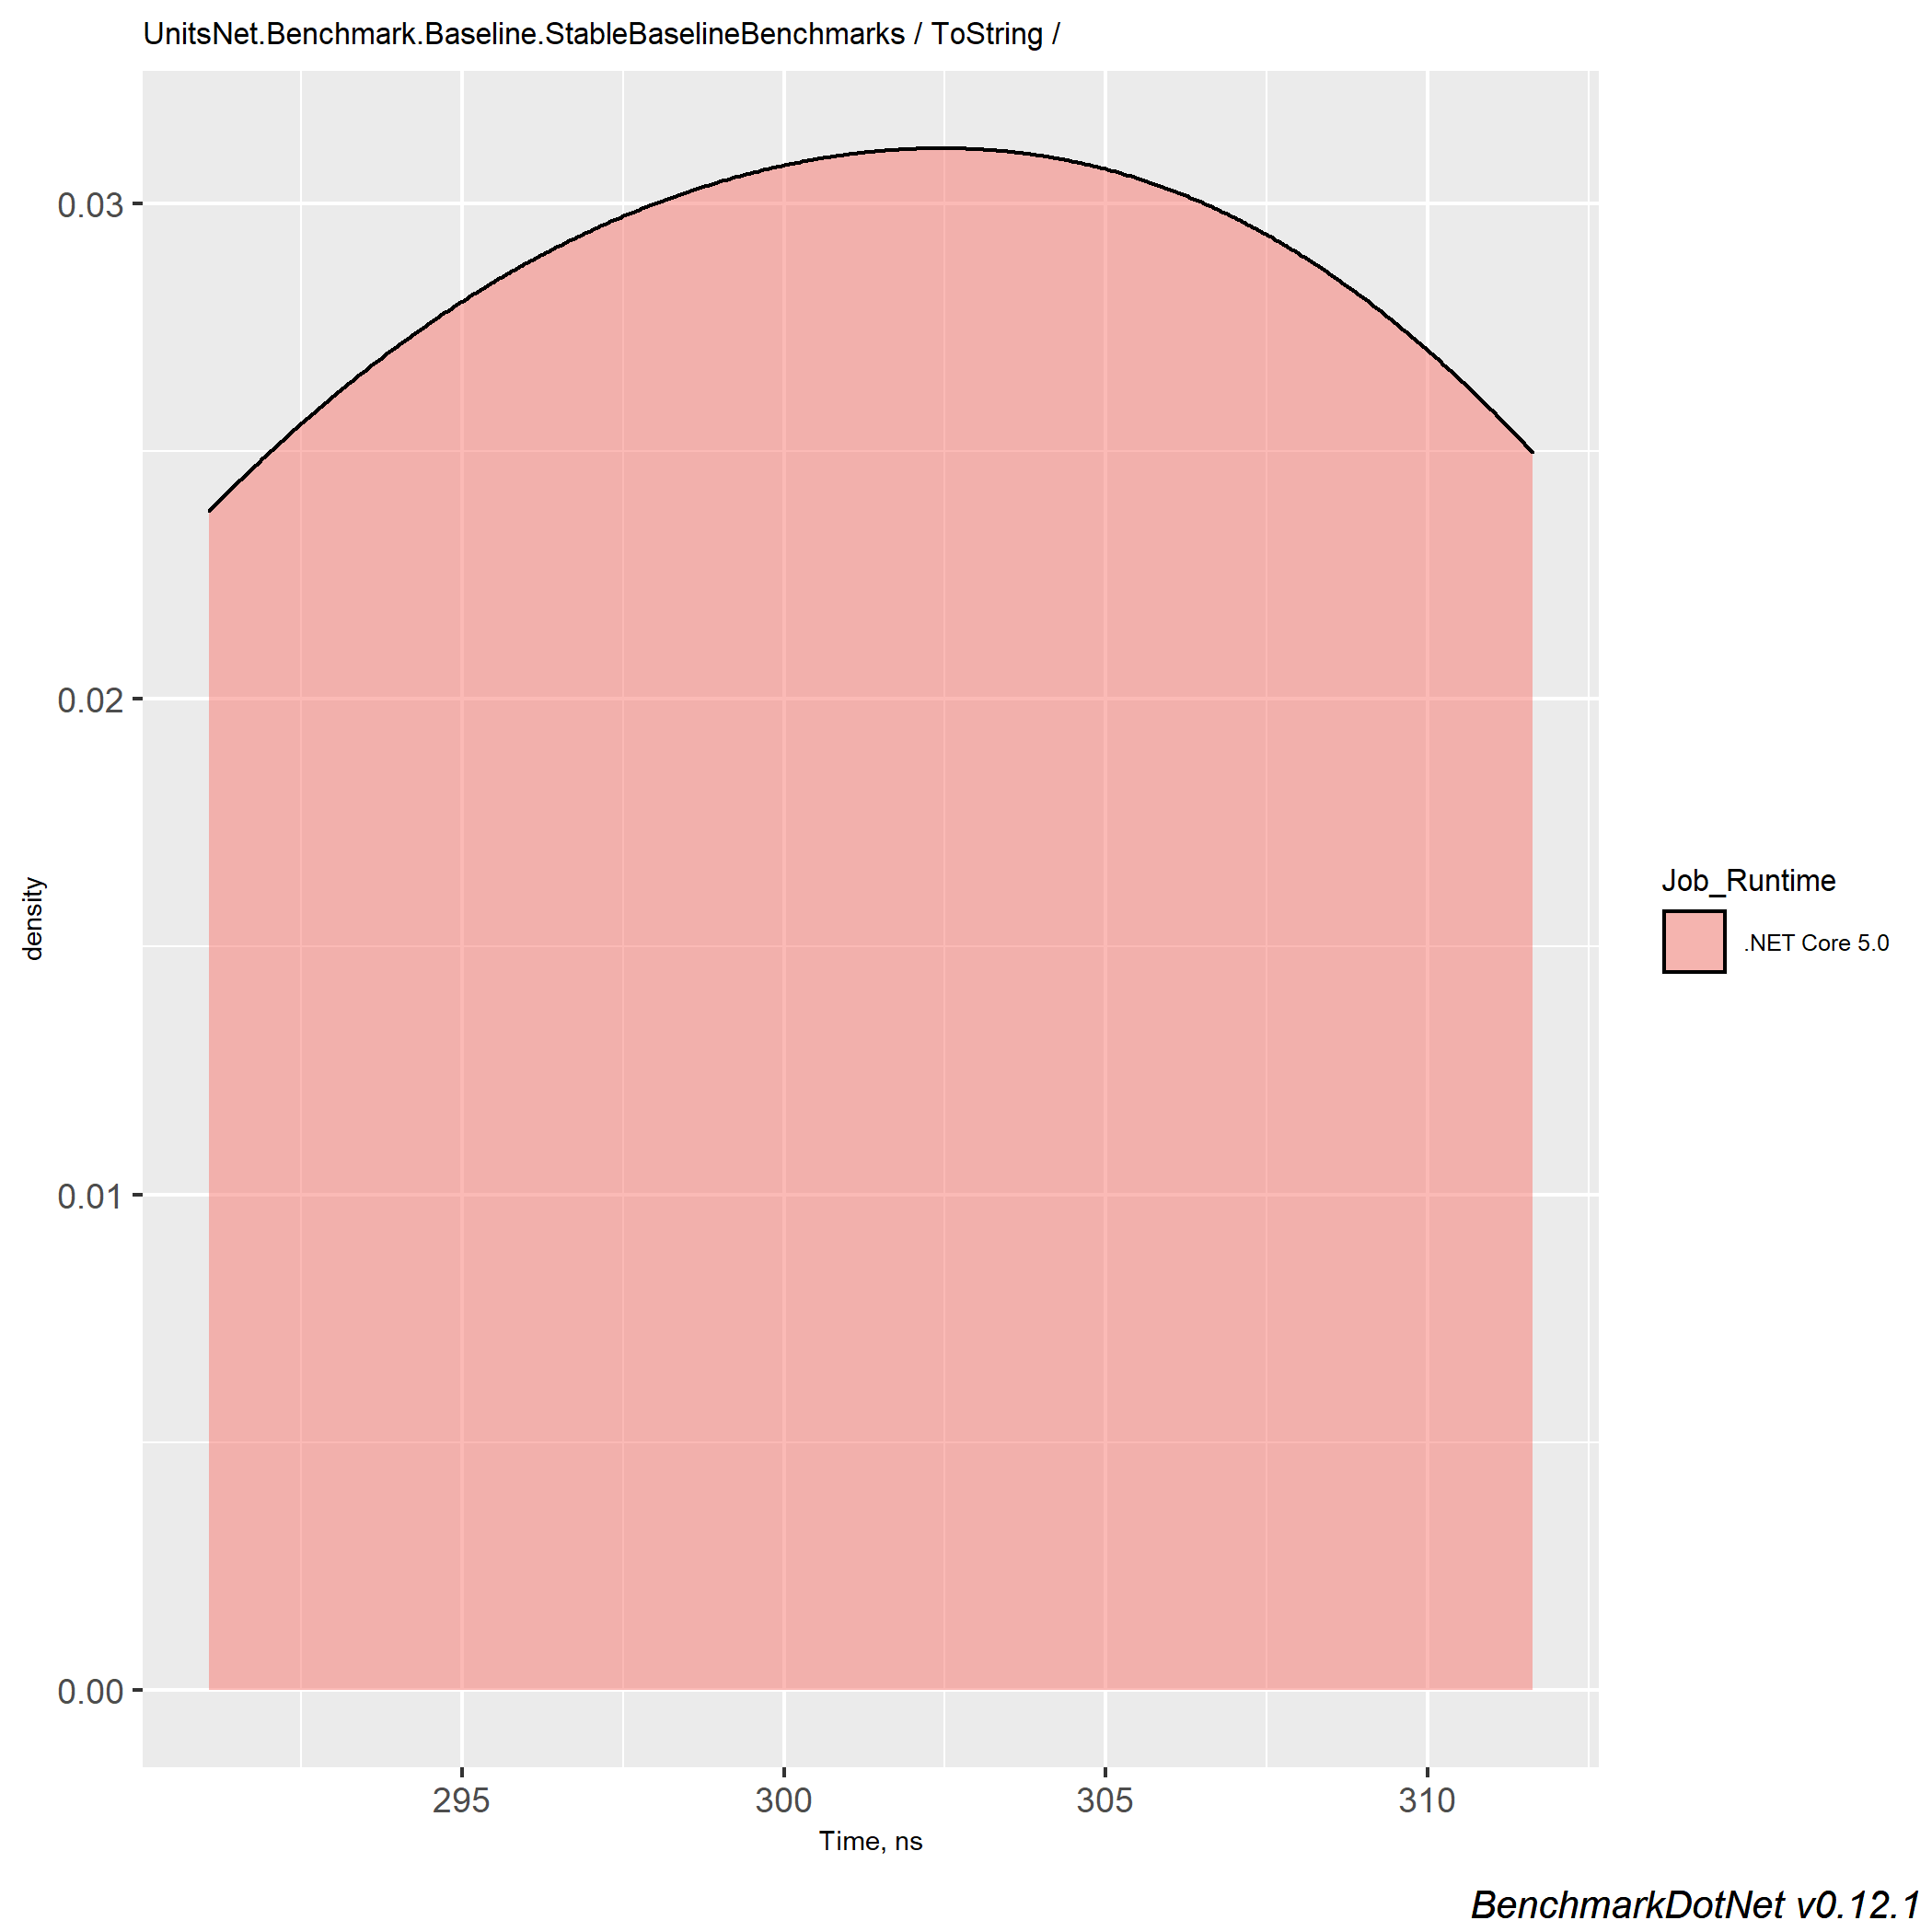 UnitsNet.Benchmark.Baseline.StableBaselineBenchmarks / ToString /
0.03
0.02
0.01
0.00
density
295 300 305 310
Time, ns
Job_Runtime
.NET Core 5.0
BenchmarkDotNet v0.12.1